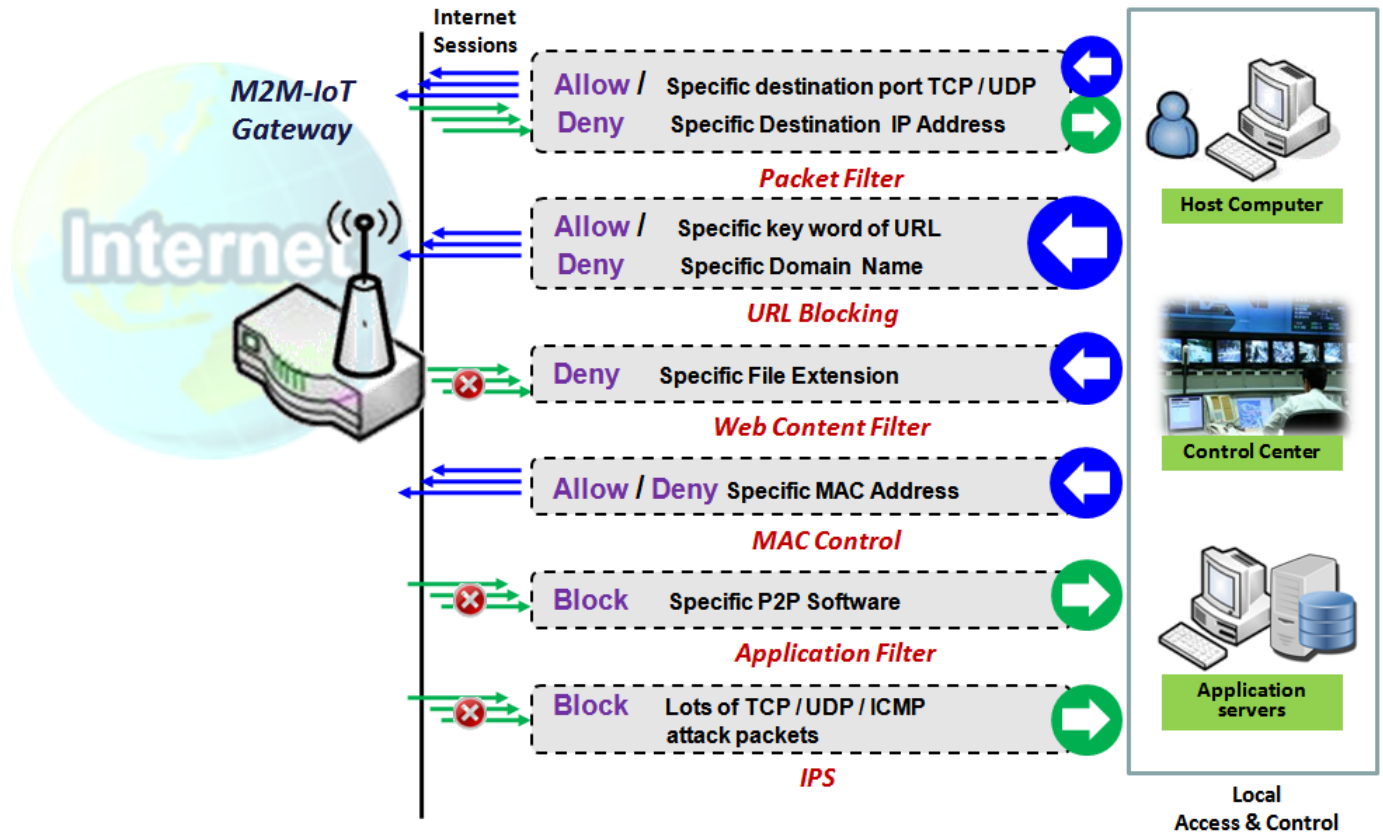 Internet
Sessions
M2M-IoT
Gateway
Internet
Allow / Specific destination port TCP / UDP
Deny Specific Destination IP Address
Packet Filter
Allow / Specific key word of URL
Deny Specific Domain Name
URL Blocking
Deny Specific File Extension
Web Content Filter
Allow / Deny Specific MAC Address
MAC Control
Block Specific P2P Software
Application Filter
Block Lots of TCP / UDP / ICMP
attack packets
IPS
Host Computer
Control Center
Application
servers
Local
Access & Control